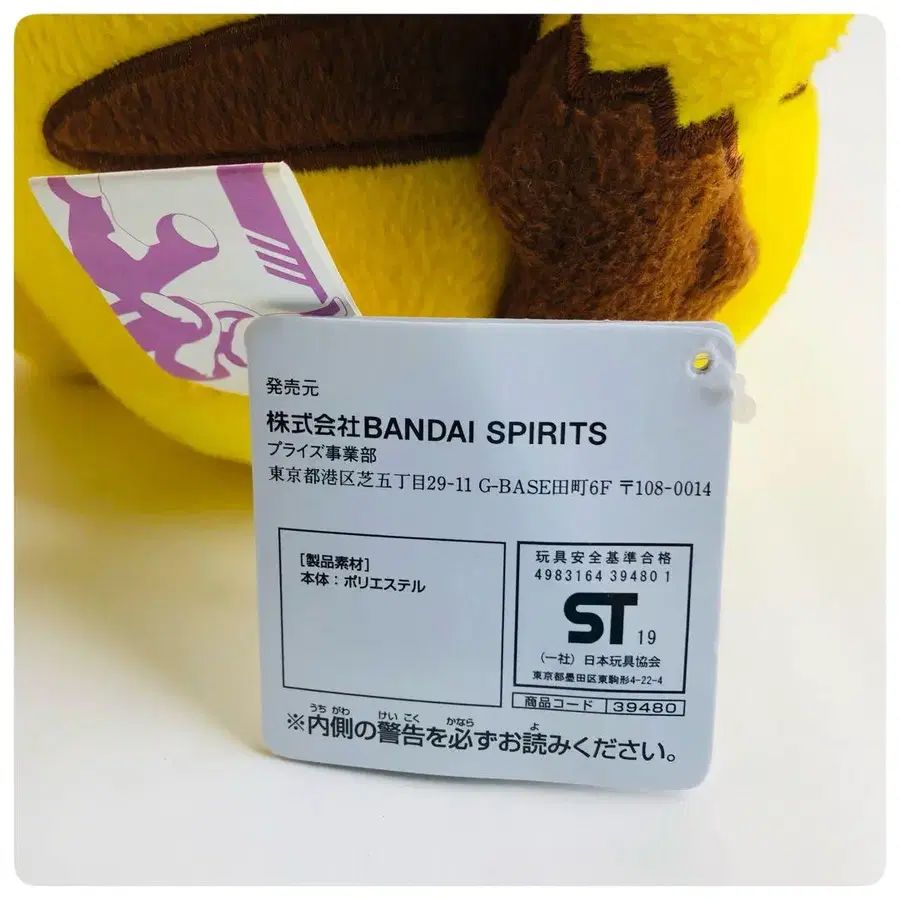 発売元
株式会社BANDAI SPIRITS
プライズ事業部
東京都港区芝五丁目29-11 G-BASE田町6F 〒108-0014
[製品素材]
本体：ポリエステル
玩具安全基準合格
4983164 39480 1
ST 19
(一社) 日本玩具協会
東京都墨田区東駒形4-22-4
商品コード 39480
うちがわ けいこく かなら よ
※内側の警告を必ずお読みください。